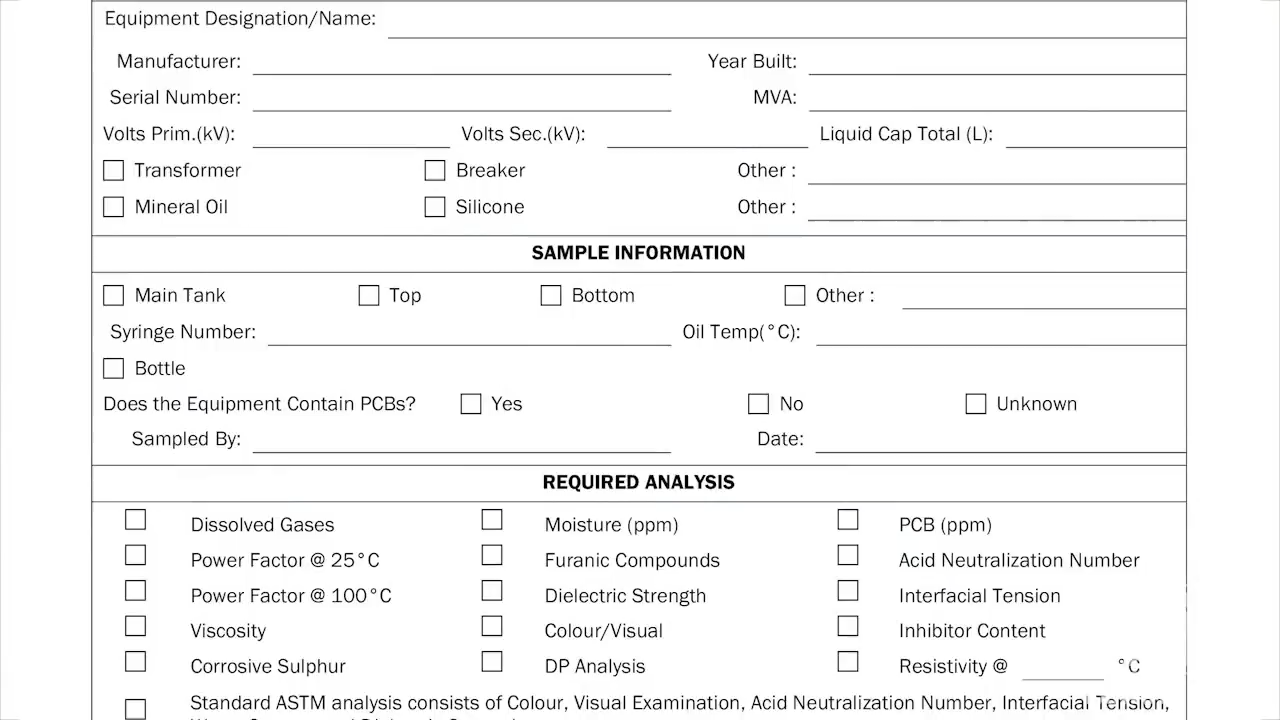 Equipment Designation/Name:
Manufacturer: Year Built:
Serial Number: MVA:
Volts Prim.(kV): Volts Sec.(kV): Liquid Cap Total (L):
Transformer Breaker Other :
Mineral Oil Silicone Other :
SAMPLE INFORMATION
Main Tank Top Bottom Other :
Syringe Number: Oil Temp(°C):
Bottle
Does the Equipment Contain PCBs? Yes No Unknown
Sampled By: Date:
REQUIRED ANALYSIS
Dissolved Gases Moisture (ppm) PCB (ppm)
Power Factor @ 25°C Furanic Compounds Acid Neutralization Number
Power Factor @ 100°C Dielectric Strength Interfacial Tension
Viscosity Colour/Visual Inhibitor Content
Corrosive Sulphur DP Analysis Resistivity @ °C
Standard ASTM analysis consists of Colour, Visual Examination, Acid Neutralization Number, Interfacial Tension,